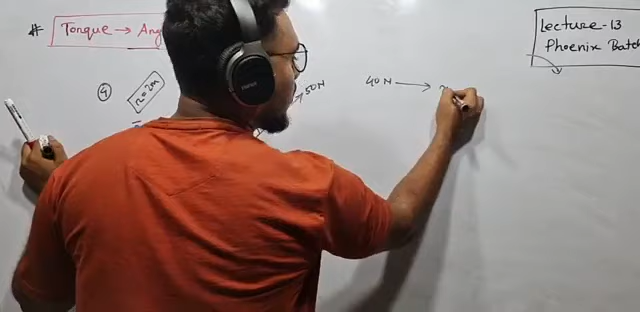 # Torque → Ang
Lecture-13
Phoenix Batch
④ r=2m
50N
40N →